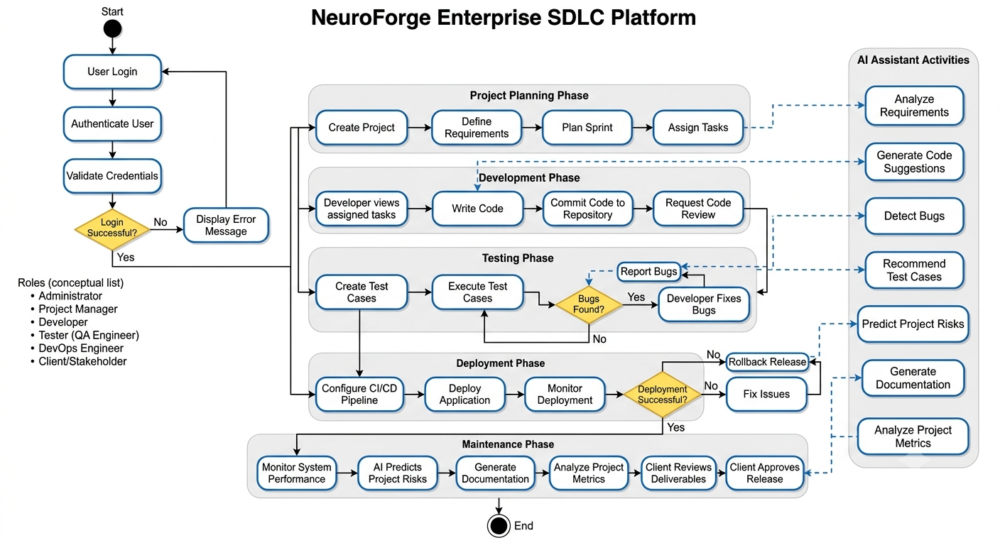 NeuroForge Enterprise SDLC Platform
Start
User Login
Authenticate User
Validate Credentials
Login
Successful?
No
Display Error
Message
Yes
Roles (conceptual list)
• Administrator
• Project Manager
• Developer
• Tester (QA Engineer)
• DevOps Engineer
• Client/Stakeholder
Project Planning Phase
Create Project
Define
Requirements
Plan Sprint
Assign Tasks
Development Phase
Developer views
assigned tasks
Write Code
Commit Code to
Repository
Request Code
Review
Testing Phase
Create Test
Cases
Execute Test
Cases
Bugs
Found?
Report Bugs
Yes
Developer Fixes
Bugs
No
Deployment Phase
Configure CI/CD
Pipeline
Deploy
Application
Monitor
Deployment
Deployment
Successful?
No
Rollback Release
No
Fix Issues
Yes
Maintenance Phase
Monitor System
Performance
AI Predicts
Project Risks
Generate
Documentation
Analyze Project
Metrics
Client Reviews
Deliverables
Client Approves
Release
End
AI Assistant Activities
Analyze
Requirements
Generate Code
Suggestions
Detect Bugs
Recommend
Test Cases
Predict Project Risks
Generate
Documentation
Analyze Project
Metrics